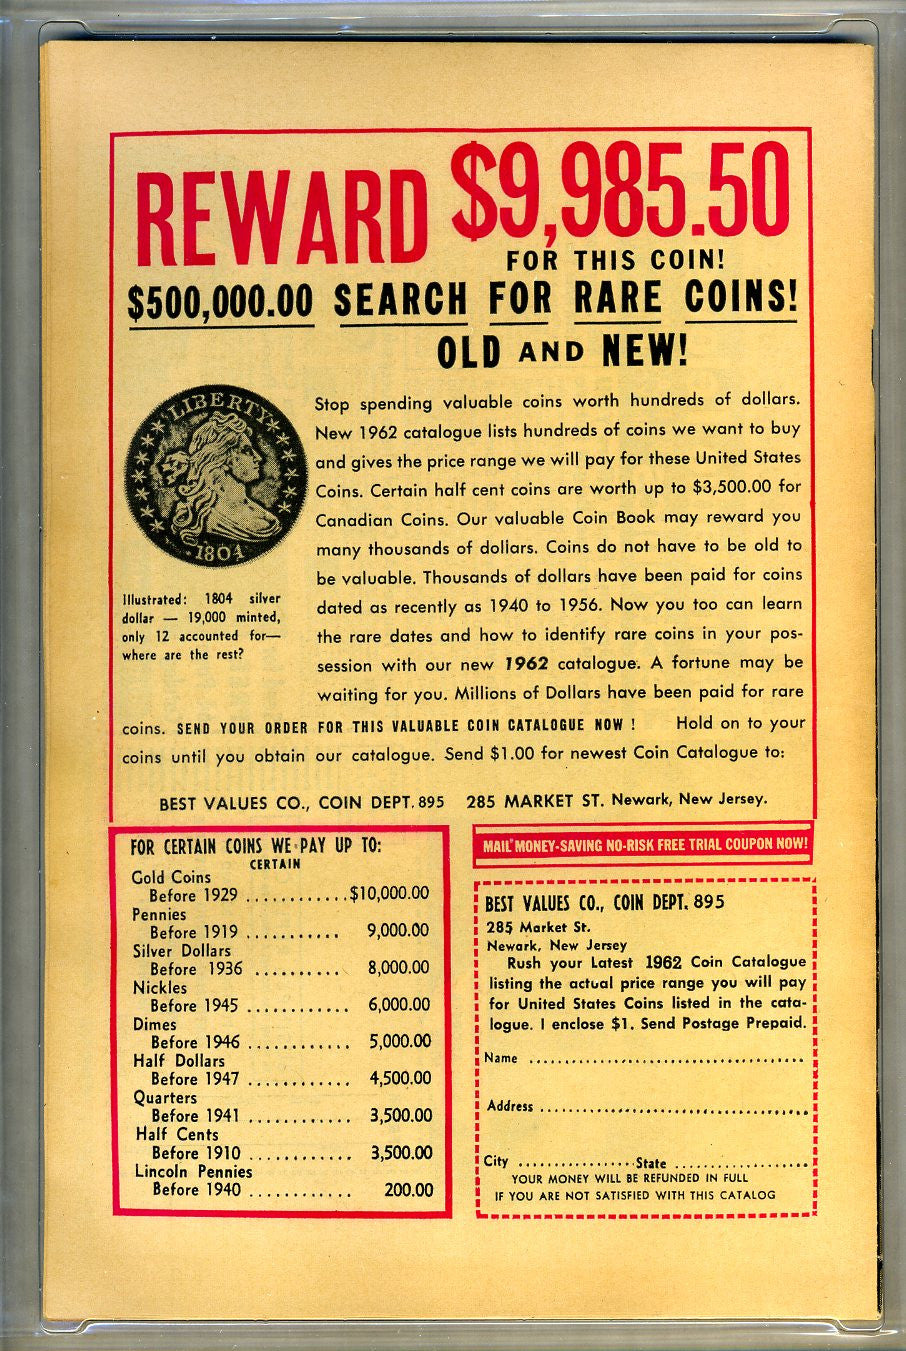 REWARD $9,985.50
FOR THIS COIN!
$500,000.00 SEARCH FOR RARE COINS!
OLD AND NEW!
LIBERTY
1804
Illustrated: 1804 silver
dollar — 19,000 minted,
only 12 accounted for—
where are the rest?
Stop spending valuable coins worth hundreds of dollars.
New 1962 catalogue lists hundreds of coins we want to buy
and gives the price range we will pay for these United States
Coins. Certain half cent coins are worth up to $3,500.00 for
Canadian Coins. Our valuable Coin Book may reward you
many thousands of dollars. Coins do not have to be old to
be valuable. Thousands of dollars have been paid for coins
dated as recently as 1940 to 1956. Now you too can learn
the rare dates and how to identify rare coins in your pos-
session with our new 1962 catalogue. A fortune may be
waiting for you. Millions of Dollars have been paid for rare
coins. SEND YOUR ORDER FOR THIS VALUABLE COIN CATALOGUE NOW ! Hold on to your
coins until you obtain our catalogue. Send $1.00 for newest Coin Catalogue to:
BEST VALUES CO., COIN DEPT. 895 285 MARKET ST. Newark, New Jersey.
FOR CERTAIN COINS WE PAY UP TO:
CERTAIN
Gold Coins
Before 1929 ............$10,000.00
Pennies
Before 1919 ........... 9,000.00
Silver Dollars
Before 1936 .......... 8,000.00
Nickles
Before 1945 ............ 6,000.00
Dimes
Before 1946 ............ 5,000.00
Half Dollars
Before 1947 ............ 4,500.00
Quarters
Before 1941 ............ 3,500.00
Half Cents
Before 1910 ............ 3,500.00
Lincoln Pennies
Before 1940 ............ 200.00
MAIL MONEY-SAVING NO-RISK FREE TRIAL COUPON NOW!
BEST VALUES CO., COIN DEPT. 895
285 Market St.
Newark, New Jersey
Rush your Latest 1962 Coin Catalogue
listing the actual price range you will pay
for United States Coins listed in the cata-
logue. I enclose $1. Send Postage Prepaid.
Name ......................................
Address ......................................
City ................State ...................
YOUR MONEY WILL BE REFUNDED IN FULL
IF YOU ARE NOT SATISFIED WITH THIS CATALOG